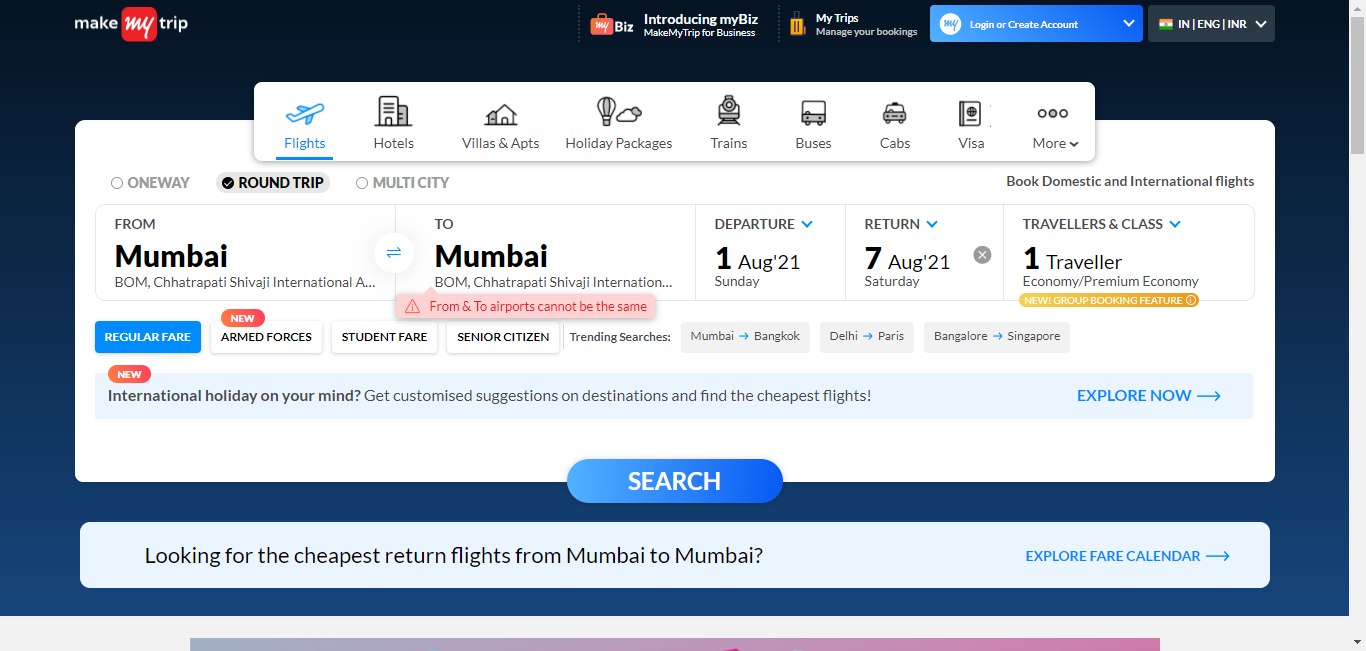 make my trip
my Biz
Introducing myBiz
MakeMyTrip for Business
My Trips
Manage your bookings
my
Login or Create Account
IN | ENG | INR
Flights
Hotels
Villas & Apts
Holiday Packages
Trains
Buses
Cabs
Visa
More
ONEWAY
ROUND TRIP
MULTI CITY
Book Domestic and International flights
FROM
Mumbai
BOM, Chhatrapati Shivaji International A...
TO
Mumbai
BOM, Chhatrapati Shivaji Internation...
From & To airports cannot be the same
DEPARTURE
1 Aug'21
Sunday
RETURN
7 Aug'21
Saturday
TRAVELLERS & CLASS
1 Traveller
Economy/Premium Economy
NEW! GROUP BOOKING FEATURE
REGULAR FARE
NEW
ARMED FORCES
STUDENT FARE
SENIOR CITIZEN
Trending Searches:
Mumbai → Bangkok
Delhi → Paris
Bangalore → Singapore
NEW
International holiday on your mind? Get customised suggestions on destinations and find the cheapest flights!
EXPLORE NOW
SEARCH
Looking for the cheapest return flights from Mumbai to Mumbai?
EXPLORE FARE CALENDAR